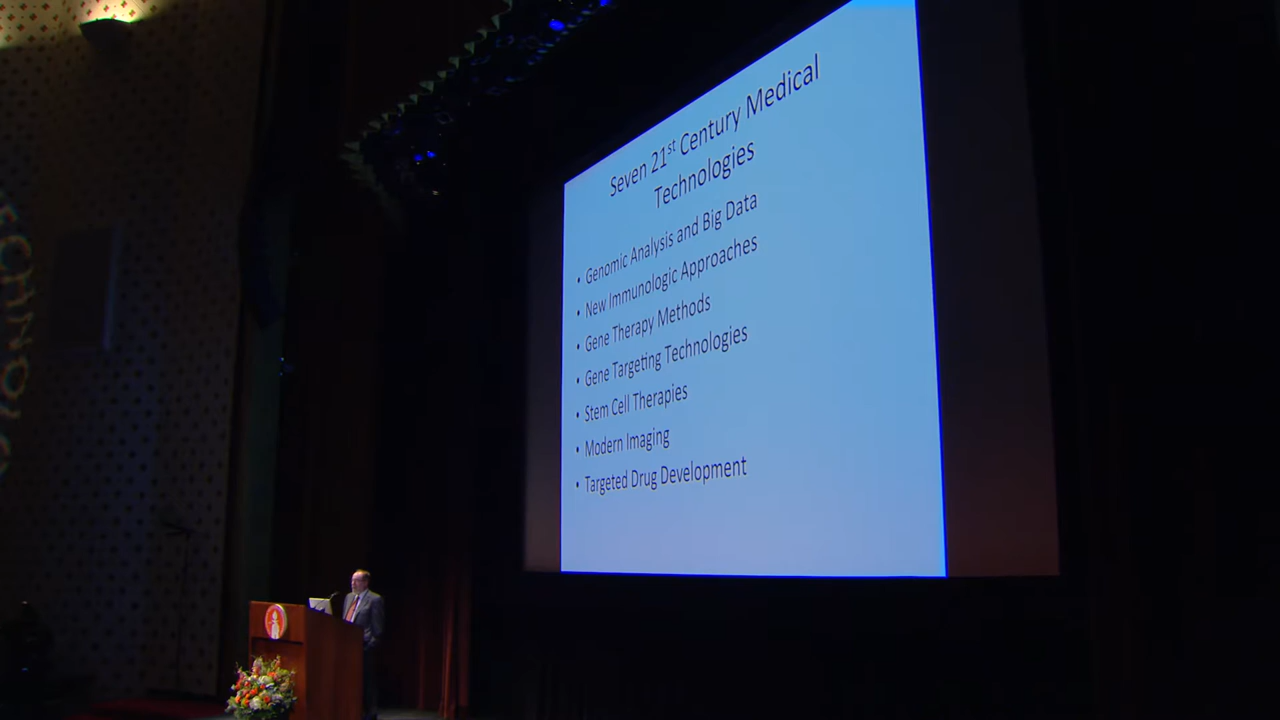 Seven 21st Century Medical
Technologies
• Genomic Analysis and Big Data
• New Immunologic Approaches
• Gene Therapy Methods
• Gene Targeting Technologies
• Stem Cell Therapies
• Modern Imaging
• Targeted Drug Development